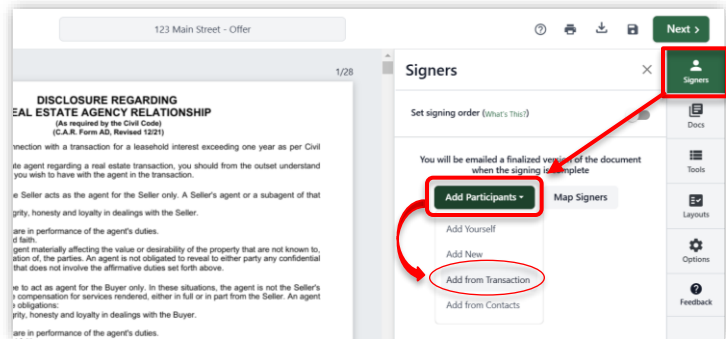 123 Main Street - Offer
Next >
1/28
DISCLOSURE REGARDING
EAL ESTATE AGENCY RELATIONSHIP
(As required by the Civil Code)
(C.A.R. Form AD, Revised 12/21)
nnection with a transaction for a leasehold interest exceeding one year as per Civil
te agent regarding a real estate transaction, you should from the outset understand
you wish to have with the agent in the transaction.
e Seller acts as the agent for the Seller only. A Seller's agent or a subagent of that
grity, honesty and loyalty in dealings with the Seller.
are in performance of the agent's duties.
d faith.
gent materially affecting the value or desirability of the property that are not known to,
ation of, the parties. An agent is not obligated to reveal to either party any confidential
that does not involve the affirmative duties set forth above.
ee to act as agent for the Buyer only. In these situations, the agent is not the Seller's
compensation for services rendered, either in full or in part from the Seller. An agent
e obligations:
grity, honesty and loyalty in dealings with the Buyer.
are in performance of the agent's duties.
Signers
Set signing order (What's This?)
You will be emailed a finalized version of the document
when the signing is complete
Add Participants
Map Signers
Add Yourself
Add New
Add from Transaction
Add from Contacts
Signers
Docs
Tools
Layouts
Options
Feedback